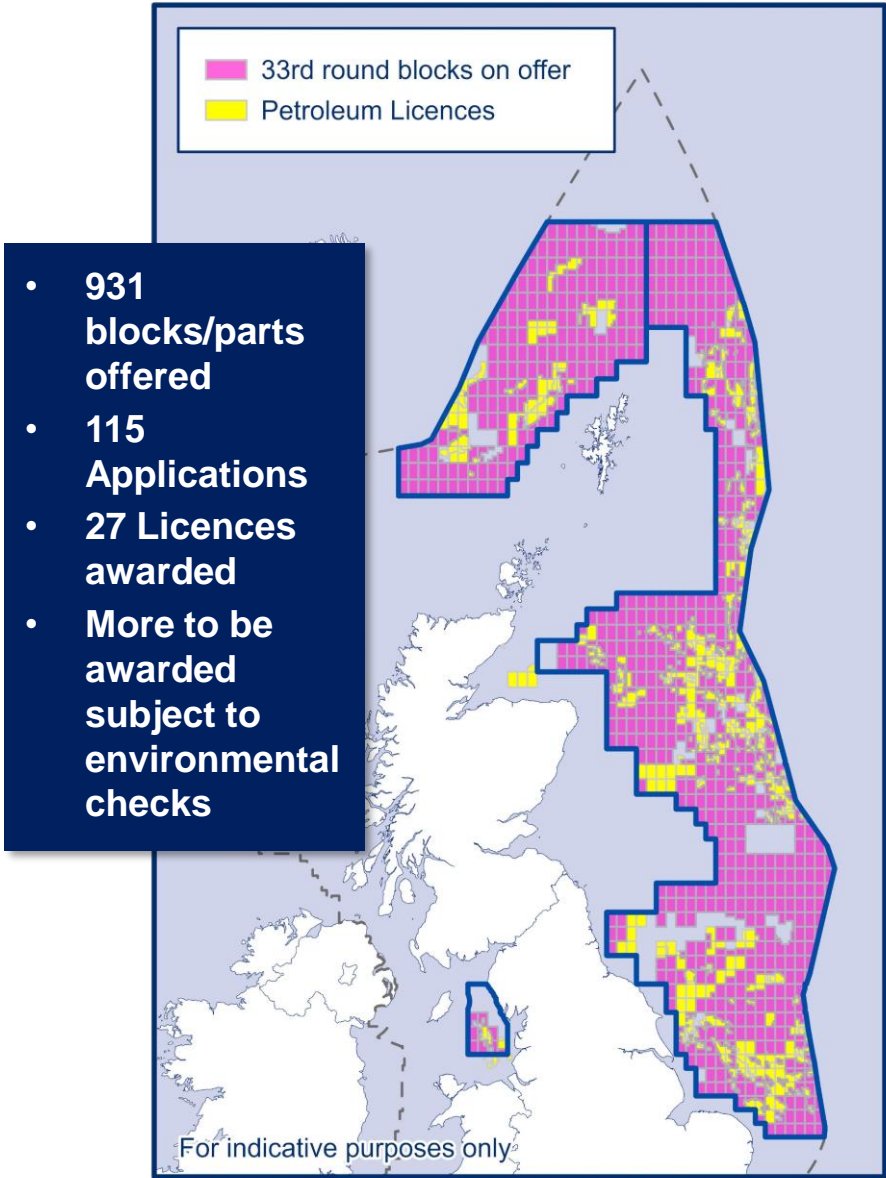 33rd round blocks on offer
Petroleum Licences
• 931
blocks/parts
offered
• 115
Applications
• 27 Licences
awarded
• More to be
awarded
subject to
environmental
checks
For indicative purposes only